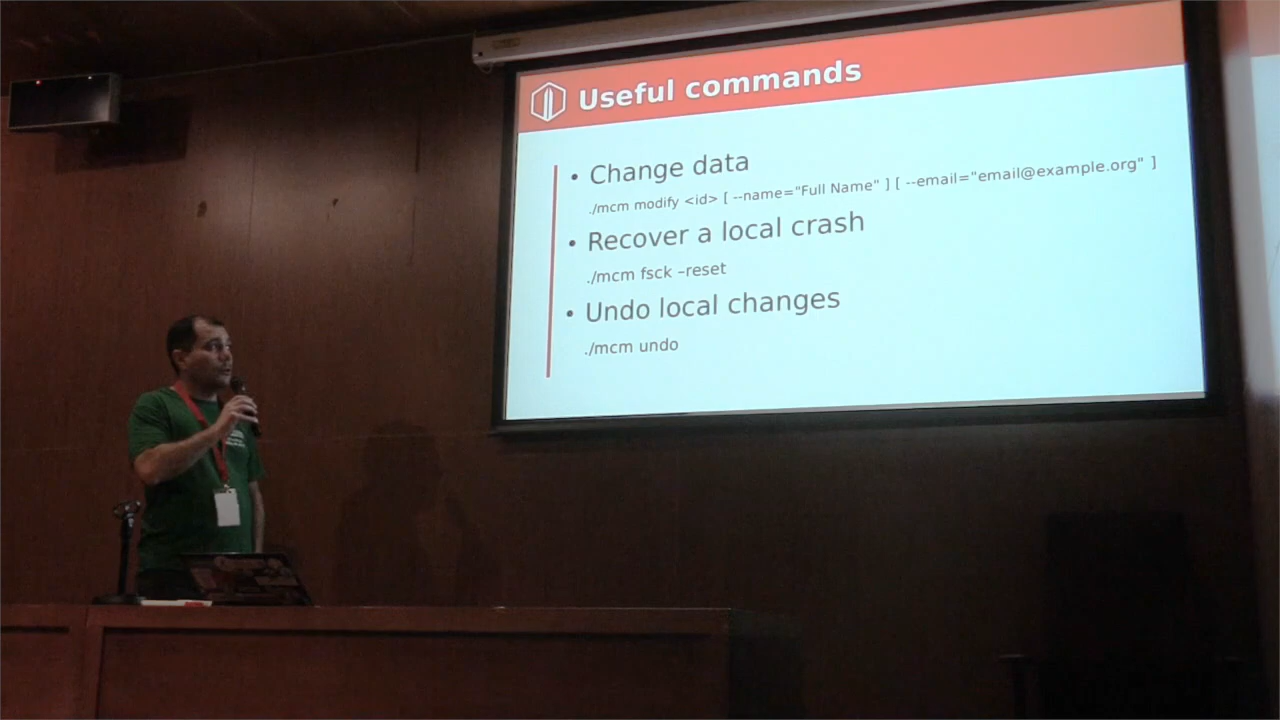 Useful commands
• Change data
./mcm modify <id> [ --name="Full Name" ] [ --email="email@example.org" ]
• Recover a local crash
./mcm fsck –reset
• Undo local changes
./mcm undo